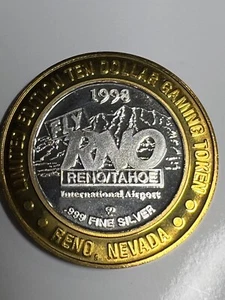 LIMITED EDITION TEN DOLLAR GAMING TOKEN
1998
FLY
RNO
RENO/TAHOE
International Airport
.999 FINE SILVER
• RENO, NEVADA •